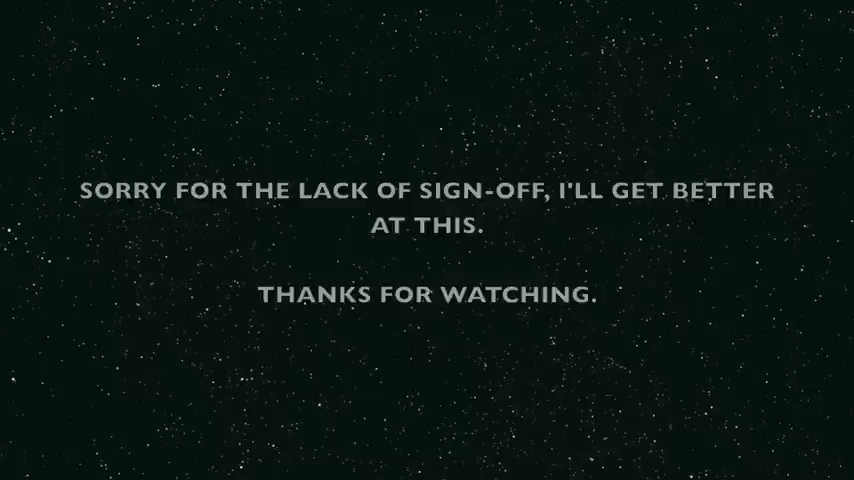 SORRY FOR THE LACK OF SIGN-OFF, I'LL GET BETTER
AT THIS.
THANKS FOR WATCHING.